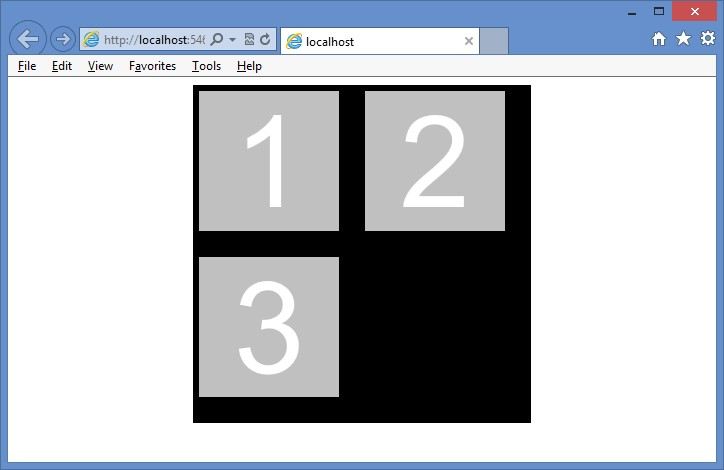 http://localhost:546
localhost
File Edit View Favorites Tools Help
1 2
3